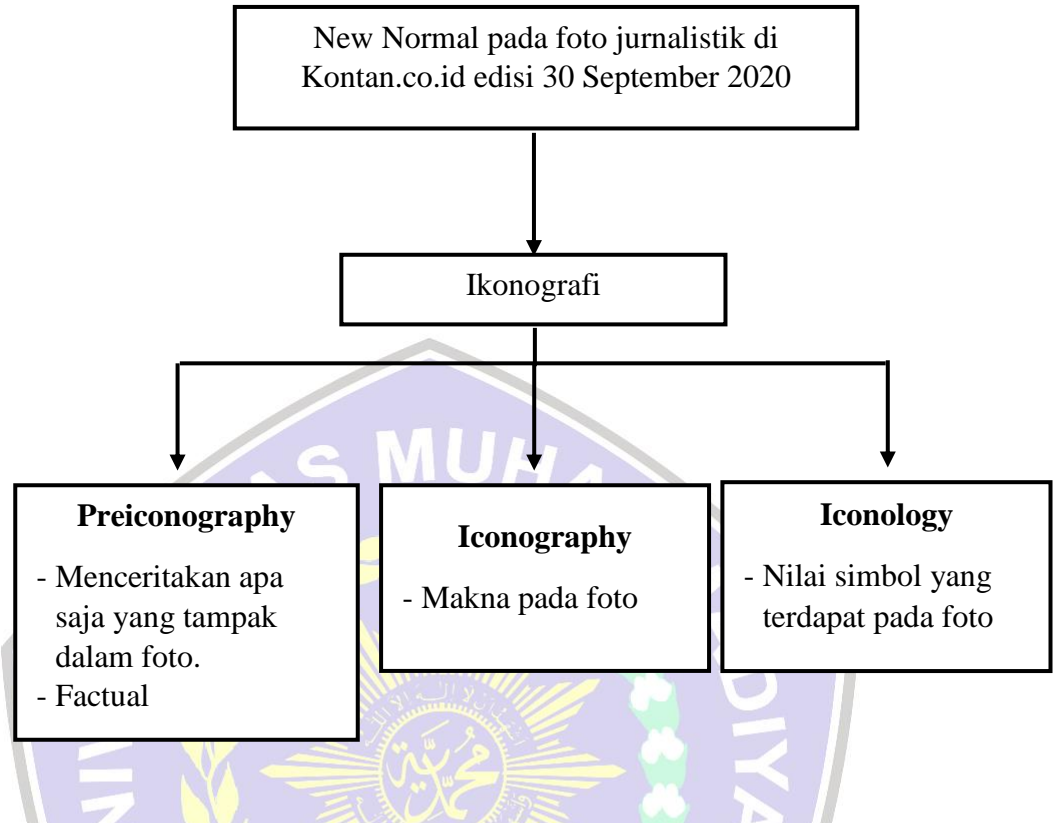 New Normal pada foto jurnalistik di
Kontan.co.id edisi 30 September 2020
Ikonografi
Preiconography
- Menceritakan apa
saja yang tampak
dalam foto.
- Factual
Iconography
- Makna pada foto
Iconology
- Nilai simbol yang
terdapat pada foto
S MUHA